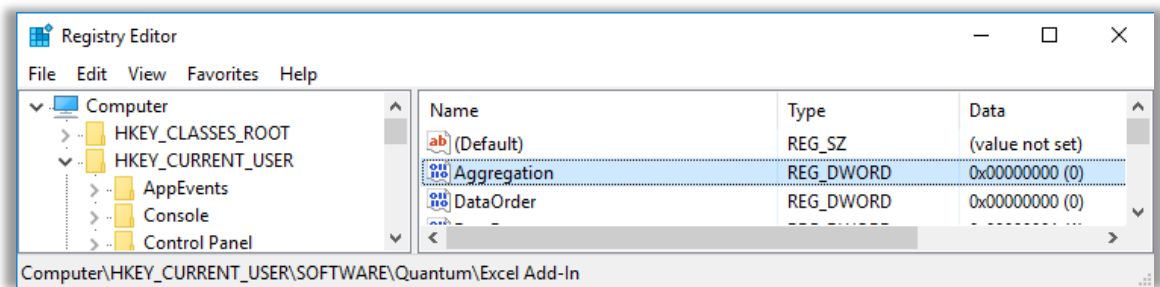 Registry Editor
File Edit View Favorites Help
Computer
HKEY_CLASSES_ROOT
HKEY_CURRENT_USER
AppEvents
Console
Control Panel
Name Type Data
(Default) REG_SZ (value not set)
Aggregation REG_DWORD 0x00000000 (0)
DataOrder REG_DWORD 0x00000000 (0)
Computer\HKEY_CURRENT_USER\SOFTWARE\Quantum\Excel Add-In